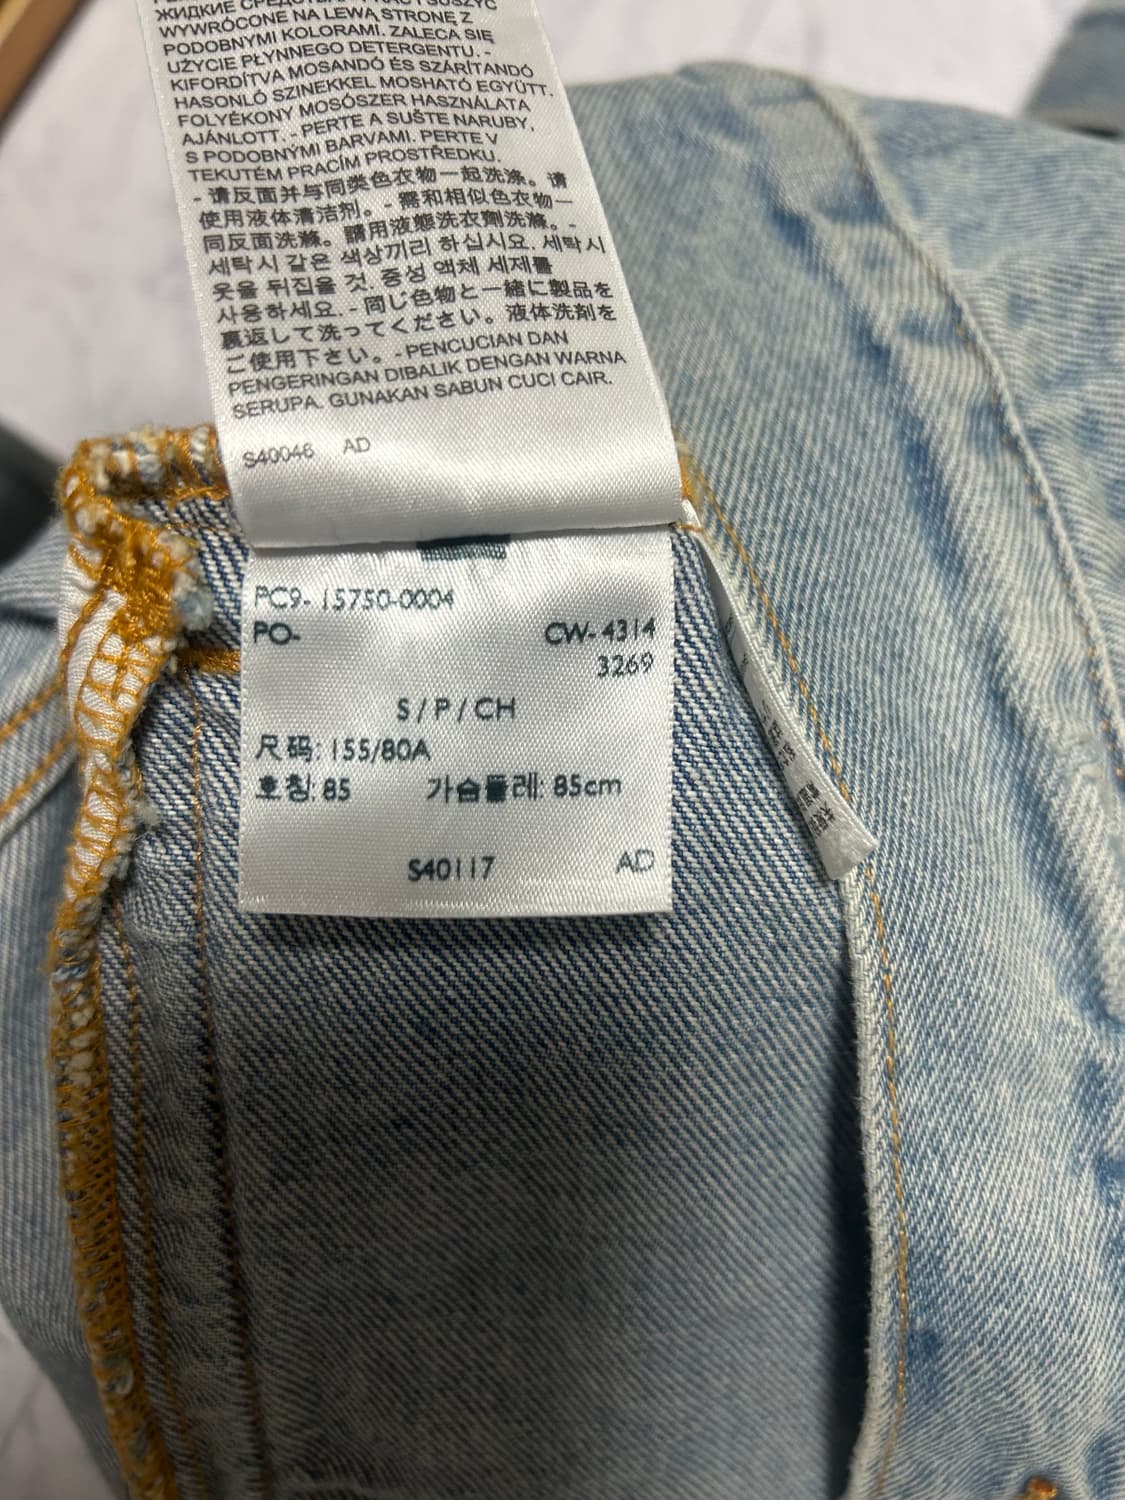 ЖИДКИЕ
WYWRÓCONE NA LEWĄ STRONĘ Z
PODOBNYMI KOLORAMI. ZALECA SIĘ
UŻYCIE PŁYNNEGO DETERGENTU. -
KIFORDÍTVA MOSANDÓ ÉS SZÁRÍTANDÓ
HASONLÓ SZINEKKEL MOSHATÓ EGYÜTT.
FOLYÉKONY MOSÓSZER HASZNÁLATA
AJÁNLOTT. - PERTE A SUŠTE NARUBY,
S PODOBNÝMI BARVAMI. PERTE V
TEKUTÉM PRACÍM PROSTŘEDKU.
- 请反面并与同类色衣物一起洗涤。请
使用液体清洁剂。- 需和相似色衣物一
同反面洗滌。請用液態洗衣劑洗滌。-
세탁시 같은 색상끼리 하십시요. 세탁시
옷을 뒤집을 것. 중성 액체 세제를
사용하세요. - 同じ色物と一緒に製品を
裏返して洗ってください。液体洗剤を
ご使用下さい。- PENCUCIAN DAN
PENGERINGAN DIBALIK DENGAN WARNA
SERUPA. GUNAKAN SABUN CUCI CAIR.
S40046 AD
PC9- 15750-0004
PO- CW- 4314
3269
S / P / CH
尺码: 155/80A
호칭: 85 가슴둘레: 85cm
S40117 AD